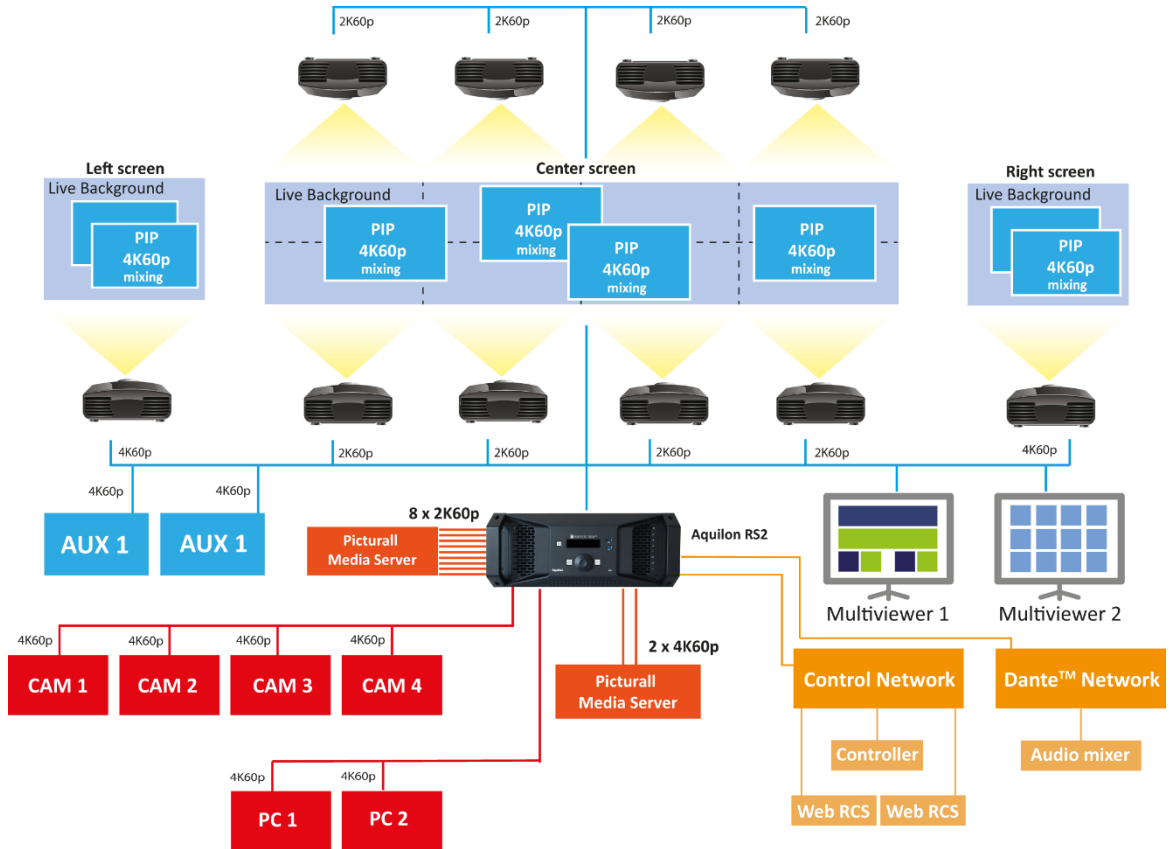 2K60p
2K60p
2K60p
2K60p
Left screen
Center screen
Right screen
Live Background
PIP
4K60p
mixing
Live Background
PIP
4K60p
mixing
PIP
4K60p
mixing
PIP
4K60p
mixing
PIP
4K60p
mixing
Live Background
PIP
4K60p
mixing
4K60p
2K60p
2K60p
2K60p
2K60p
4K60p
4K60p
4K60p
AUX 1
AUX 1
8 x 2K60p
Picturall
Media Server
Aquilon RS2
Multiviewer 1
Multiviewer 2
4K60p
4K60p
4K60p
4K60p
CAM 1
CAM 2
CAM 3
CAM 4
2 x 4K60p
Picturall
Media Server
Control Network
Dante™ Network
Controller
Audio mixer
Web RCS
Web RCS
4K60p
4K60p
PC 1
PC 2